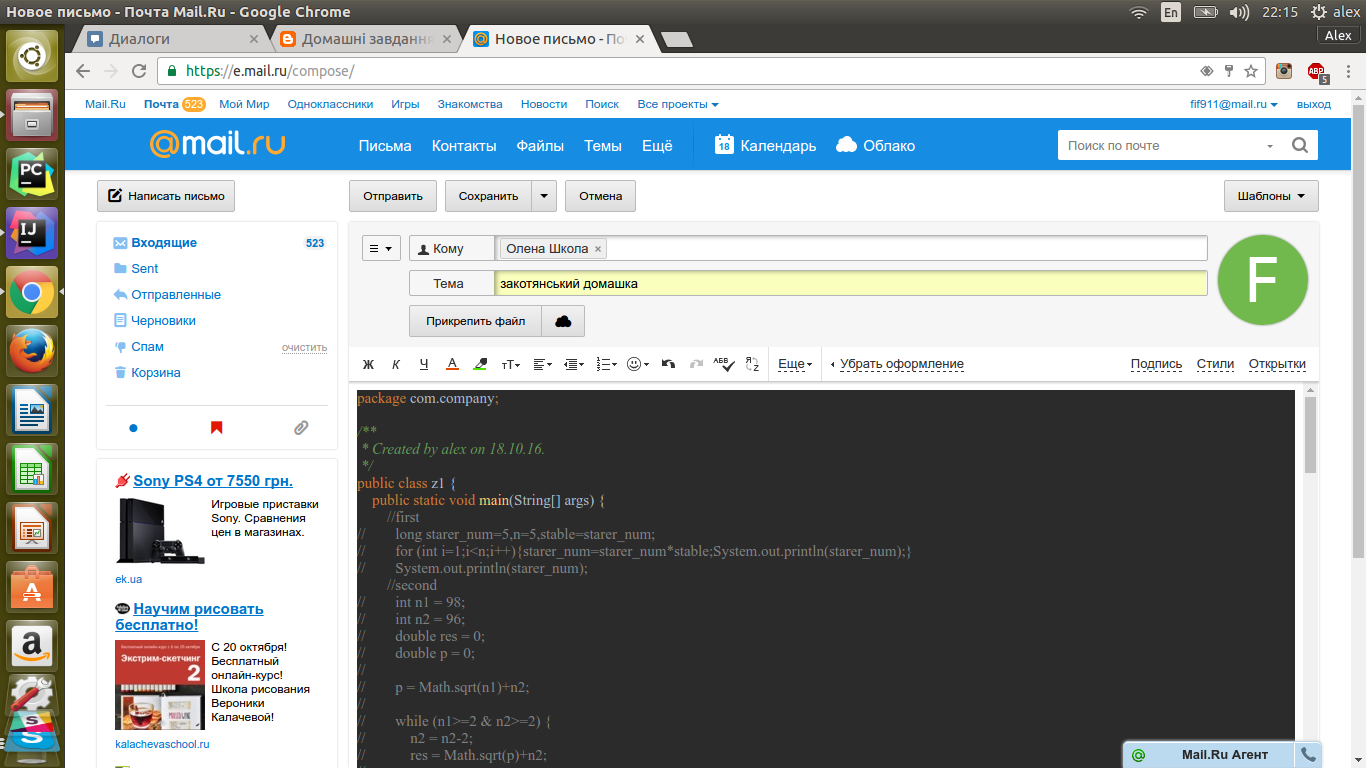 Новое письмо - Почта Mail.Ru - Google Chrome
En
22:15
alex
Диалоги
Домашні завдання
Новое письмо - По
Alex
https://e.mail.ru/compose/
ABP
5
Mail.Ru
Почта 523
Мой Мир
Одноклассники
Игры
Знакомства
Новости
Поиск
Все проекты
fif911@mail.ru
выход
@mail.ru
Письма
Контакты
Файлы
Темы
Ещё
18
Календарь
Облако
Поиск по почте
Написать письмо
Отправить
Сохранить
Отмена
Шаблоны
Входящие 523
Sent
Отправленные
Черновики
Спам очистить
Корзина
Кому Олена Школа ×
Тема закотянський домашка
Прикрепить файл
F
Ж К Ч А тТ АБВ Я Z
Еще
Убрать оформление
Подпись
Стили
Открытки
package com.company;
/**
* Created by alex on 18.10.16.
*/
public class z1 {
public static void main(String[] args) {
//first
// long starer_num=5,n=5,stable=starer_num;
// for (int i=1;i<n;i++){starer_num=starer_num*stable;System.out.println(starer_num);}
// System.out.println(starer_num);
//second
// int n1 = 98;
// int n2 = 96;
// double res = 0;
// double p = 0;
//
// p = Math.sqrt(n1)+n2;
//
// while (n1>=2 & n2>=2) {
// n2 = n2-2;
// res = Math.sqrt(p)+n2;
Sony PS4 от 7550 грн.
Игровые приставки
Sony. Сравнения
цен в магазинах.
ek.ua
Научим рисовать
бесплатно!
Экстрим-скетчинг
2
С 20 октября!
Бесплатный
онлайн-курс!
Школа рисования
Вероники
Калачевой!
kalachevaschool.ru
Mail.Ru Агент
PC
IJ
a
S